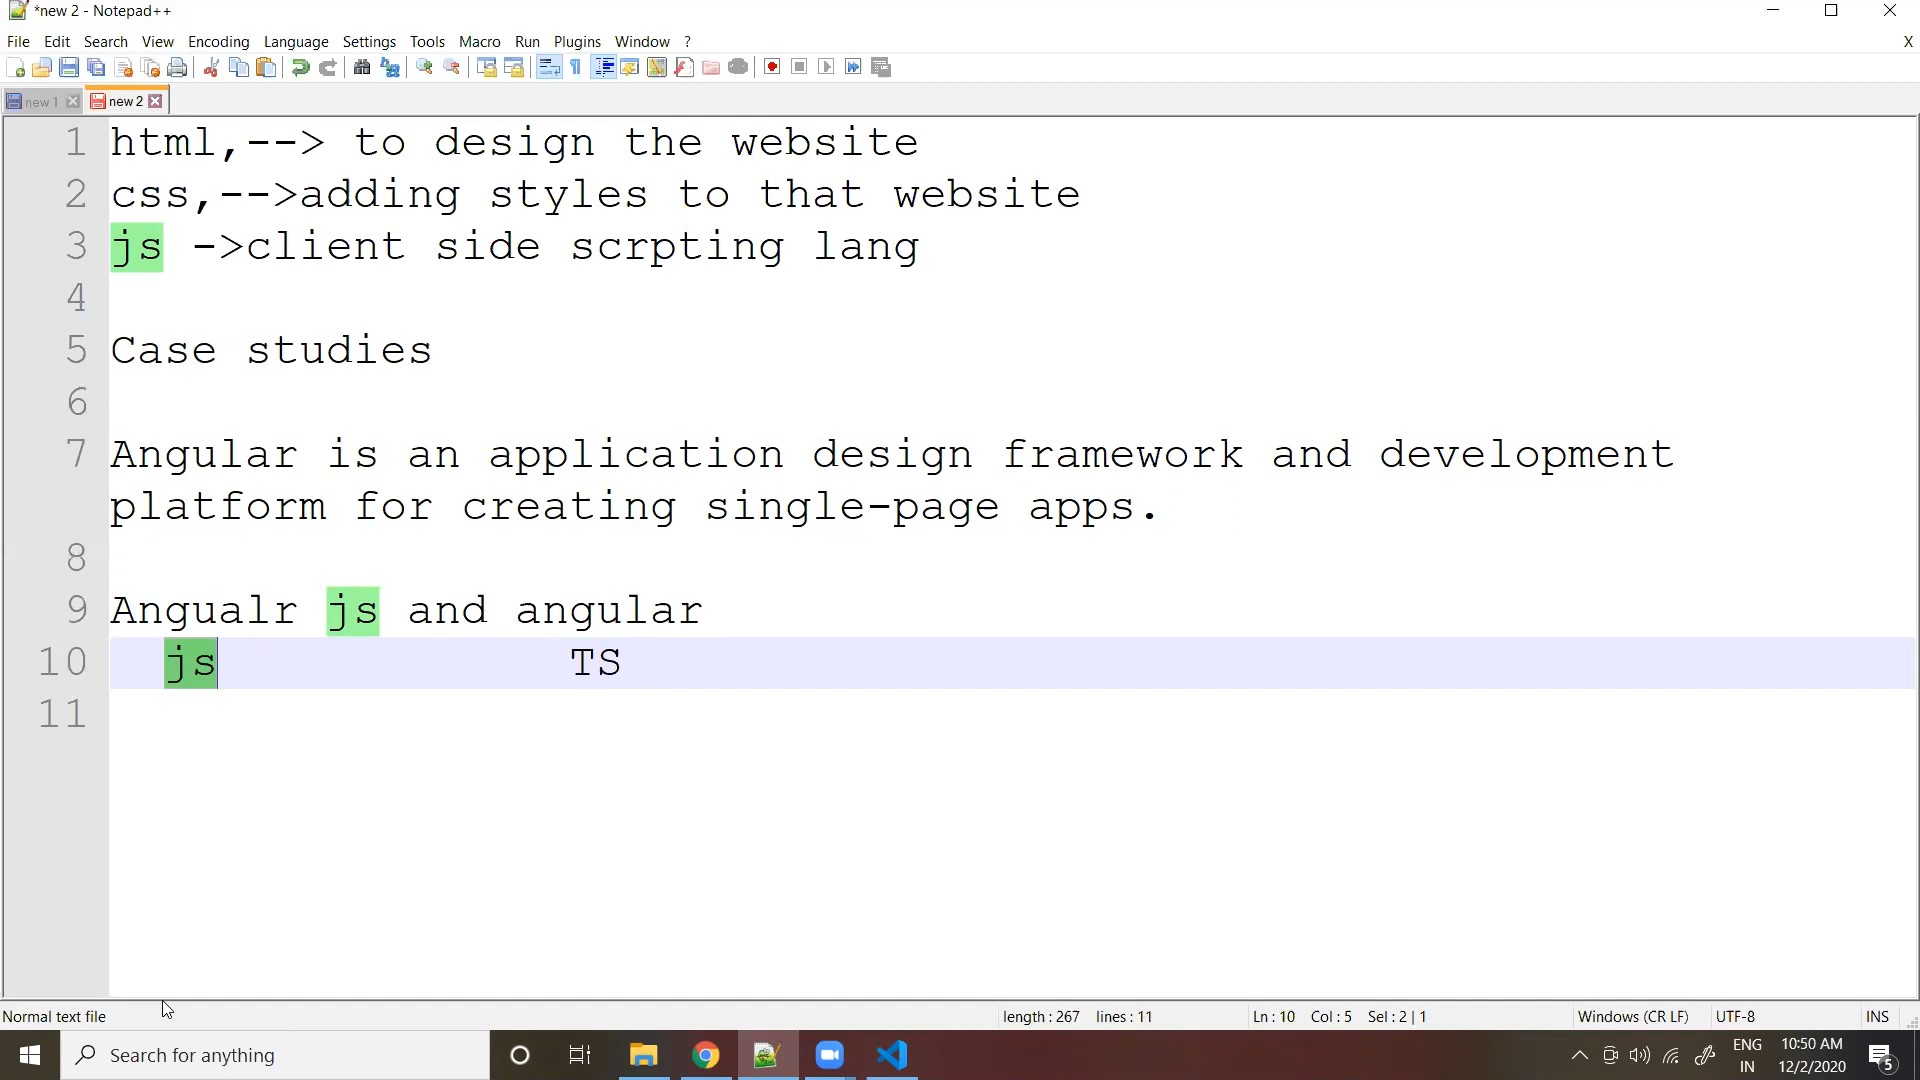 *new 2 - Notepad++
File Edit Search View Encoding Language Settings Tools Macro Run Plugins Window ? X
new 1 new 2
1 html,--> to design the website
2 css,-->adding styles to that website
3 js ->client side scrpting lang
4
5 Case studies
6
7 Angular is an application design framework and development
platform for creating single-page apps.
8
9 Angualr js and angular
10 js TS
11
Normal text file length : 267 lines : 11 Ln : 10 Col : 5 Sel : 2 | 1 Windows (CR LF) UTF-8 INS
Search for anything ENG 10:50 AM
IN 12/2/2020 5